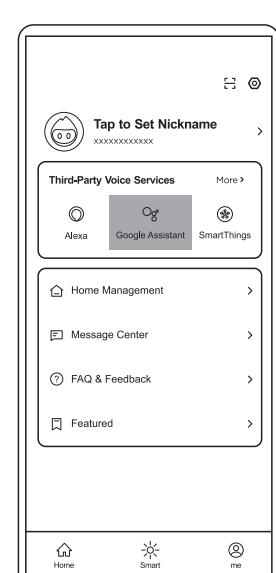 Tap to Set Nickname
xxxxxxxxxxxx
Third-Party Voice Services More
Alexa Google Assistant SmartThings
Home Management
Message Center
FAQ & Feedback
Featured
Home Smart me